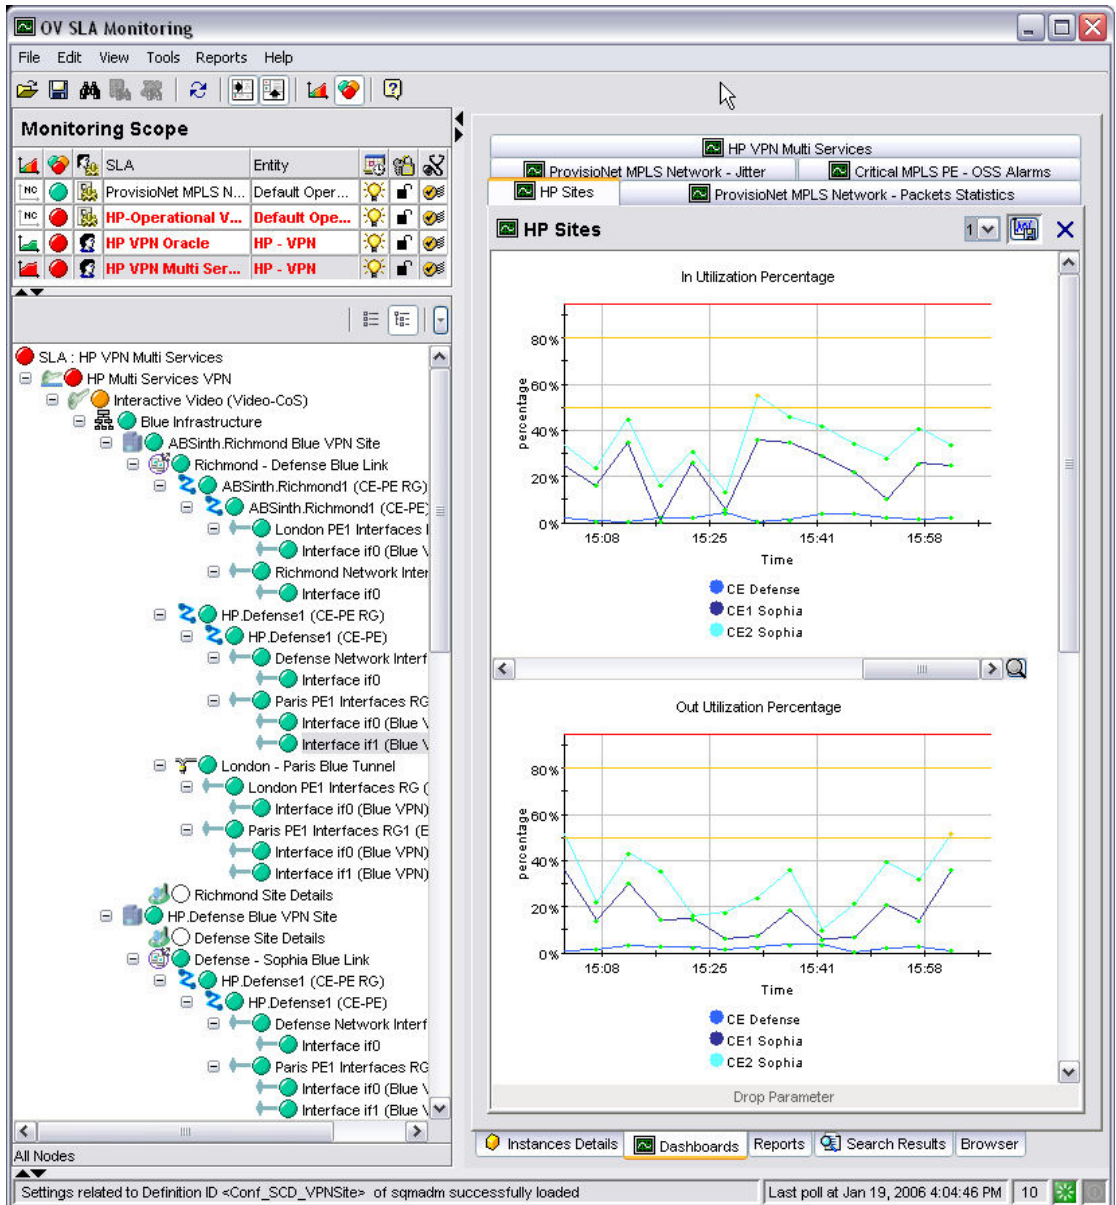 OV SLA Monitoring
File Edit View Tools Reports Help
Monitoring Scope
SLA Entity
NC ProvisioNet MPLS N... Default Oper...
NC HP-Operational V... Default Ope...
HP VPN Oracle HP - VPN
HP VPN Multi Ser... HP - VPN
SLA : HP VPN Multi Services
HP Multi Services VPN
Interactive Video (Video-CoS)
Blue Infrastructure
ABSinth.Richmond Blue VPN Site
Richmond - Defense Blue Link
ABSinth.Richmond1 (CE-PE RG)
ABSinth.Richmond1 (CE-PE)
London PE1 Interfaces
Interface if0 (Blue
Richmond Network Inter
Interface if0
HP.Defense1 (CE-PE RG)
HP.Defense1 (CE-PE)
Defense Network Interf
Interface if0
Paris PE1 Interfaces RG
Interface if0 (Blue
Interface if1 (Blue
London - Paris Blue Tunnel
London PE1 Interfaces RG (
Interface if0 (Blue VPN)
Paris PE1 Interfaces RG1 (E
Interface if0 (Blue VPN)
Interface if1 (Blue VPN)
Richmond Site Details
HP.Defense Blue VPN Site
Defense Site Details
Defense - Sophia Blue Link
HP.Defense1 (CE-PE RG)
HP.Defense1 (CE-PE)
Defense Network Interf
Interface if0
Paris PE1 Interfaces RG
Interface if0 (Blue
Interface if1 (Blue
All Nodes
HP VPN Multi Services
ProvisioNet MPLS Network - Jitter Critical MPLS PE - OSS Alarms
HP Sites ProvisioNet MPLS Network - Packets Statistics
HP Sites 1
In Utilization Percentage
percentage
80%
60%
40%
20%
0%
15:08 15:25 15:41 15:58
Time
CE Defense
CE1 Sophia
CE2 Sophia
Out Utilization Percentage
percentage
80%
60%
40%
20%
0%
15:08 15:25 15:41 15:58
Time
CE Defense
CE1 Sophia
CE2 Sophia
Drop Parameter
Instances Details Dashboards Reports Search Results Browser
Settings related to Definition ID <Conf_SCD_VPNSite> of sqmadm successfully loaded Last poll at Jan 19, 2006 4:04:46 PM 10